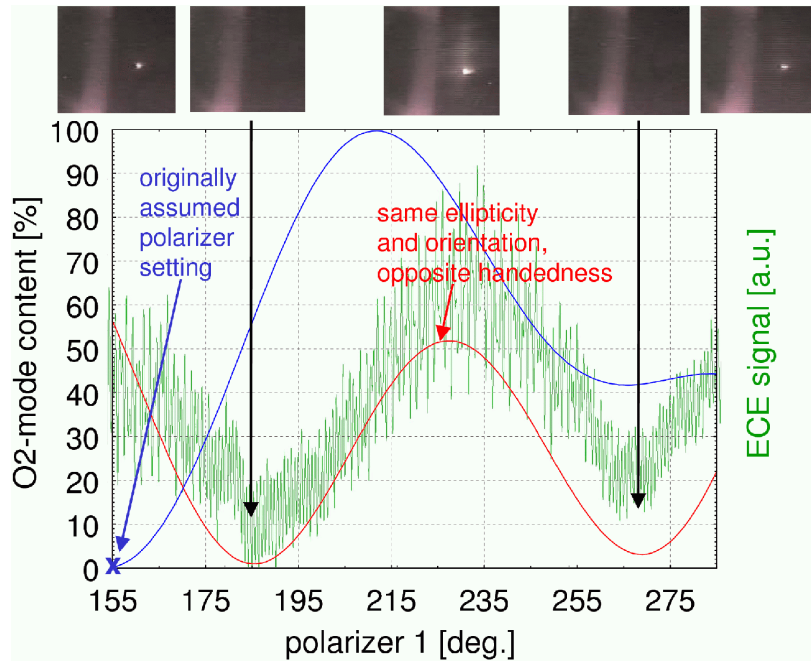 100
90
80
70
60
50
40
30
20
10
0
O2-mode content [%]
originally
assumed
polarizer
setting
same ellipticity
and orientation,
opposite handedness
X
ECE signal [a.u.]
155 175 195 215 235 255 275
polarizer 1 [deg.]